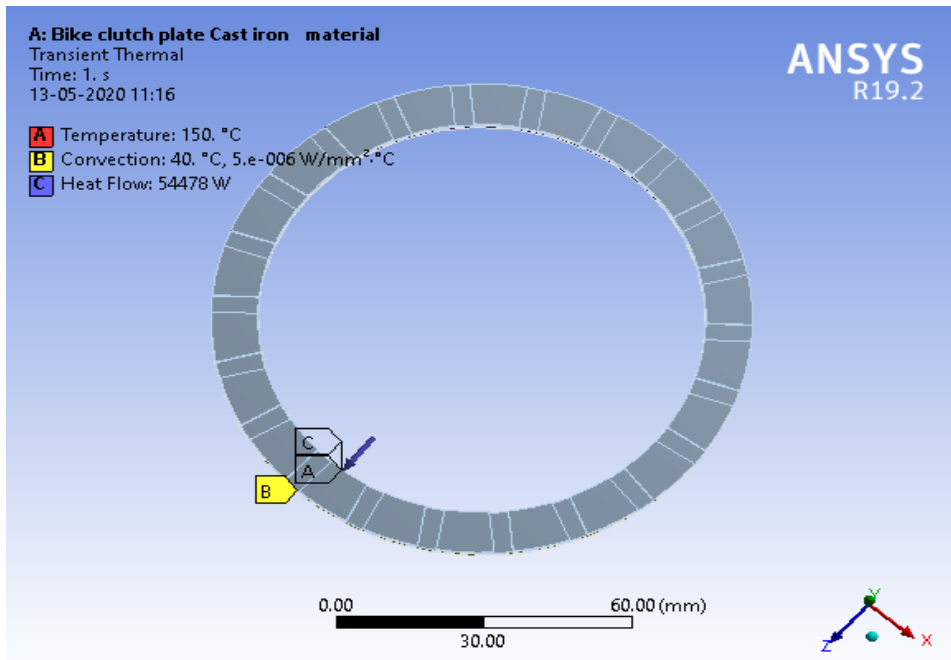 A: Bike clutch plate Cast iron material
Transient Thermal
Time: 1. s
13-05-2020 11:16
ANSYS
R19.2
A Temperature: 150. °C
B Convection: 40. °C, 5.e-006 W/mm²·°C
C Heat Flow: 54478 W
C
A
B
0.00 60.00 (mm)
30.00
Y
Z X